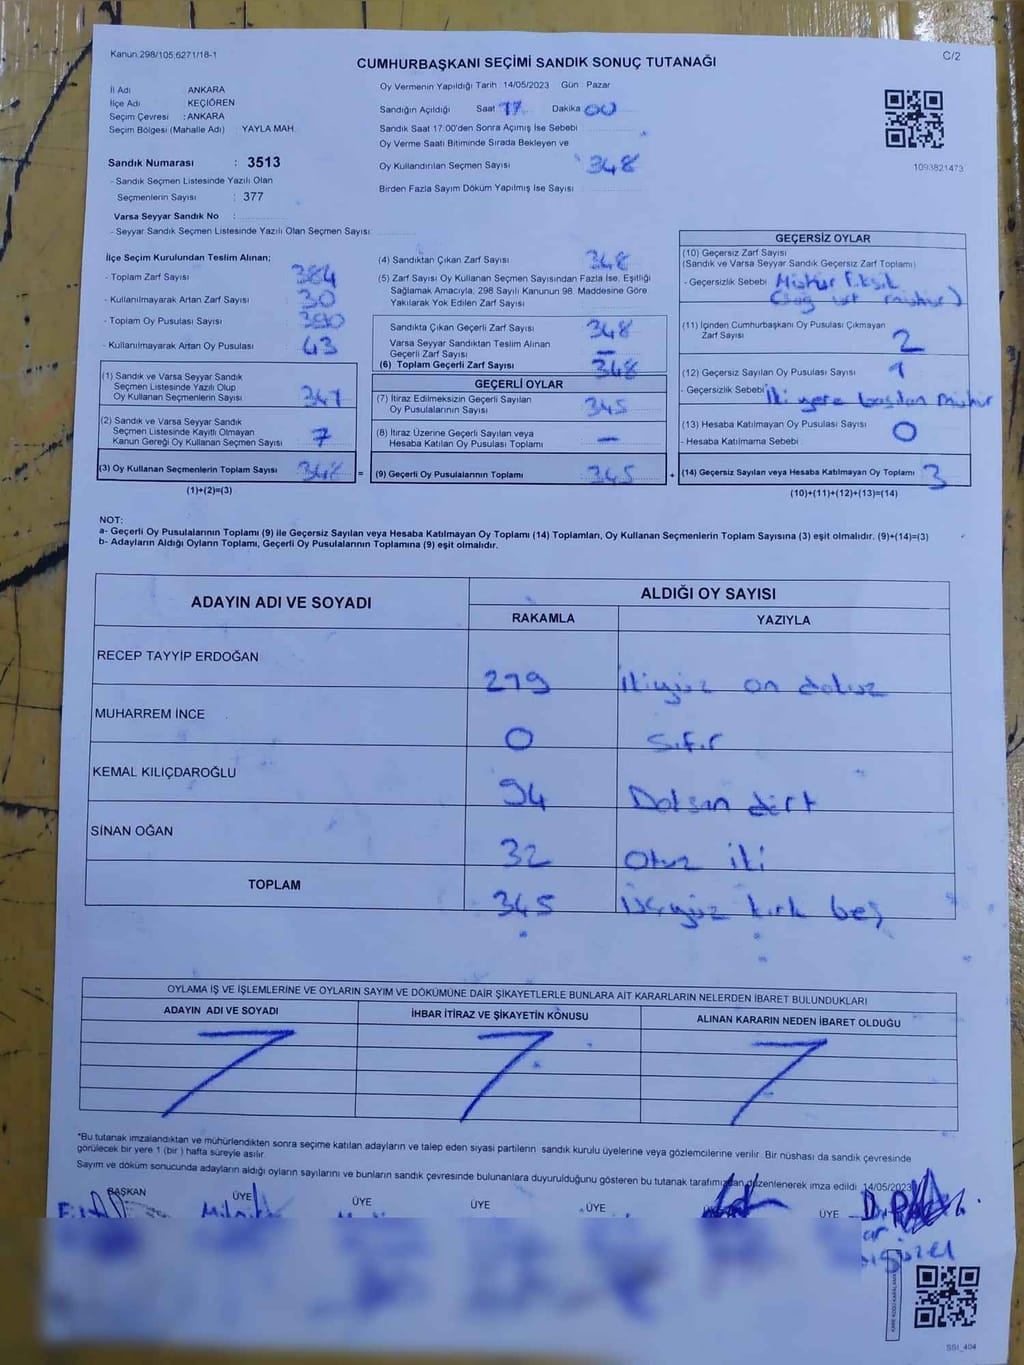 Kanun 298/105,6271/18-1
C/2
CUMHURBAŞKANI SEÇİMİ SANDIK SONUÇ TUTANAĞI
İl Adı ANKARA
İlçe Adı KEÇİÖREN
Seçim Çevresi : ANKARA
Seçim Bölgesi (Mahalle Adı) YAYLA MAH.
Sandık Numarası : 3513
- Sandık Seçmen Listesinde Yazılı Olan
Seçmenlerin Sayısı : 377
Varsa Seyyar Sandık No :
- Seyyar Sandık Seçmen Listesinde Yazılı Olan Seçmen Sayısı:
Oy Vermenin Yapıldığı Tarih 14/05/2023 Gün Pazar
Sandığın Açıldığı Saat 17 Dakika 00
Sandık Saat 17:00'den Sonra Açımış İse Sebebi
Oy Verme Saati Bitiminde Sırada Bekleyen ve
Oy Kullandırılan Seçmen Sayısı 348
Birden Fazla Sayım Döküm Yapılmış İse Sayısı
1093821473
İlçe Seçim Kurulundan Teslim Alınan;
- Toplam Zarf Sayısı 384
- Kullanılmayarak Artan Zarf Sayısı 30
- Toplam Oy Pusulası Sayısı 390
- Kullanılmayarak Artan Oy Pusulası 43
(1) Sandık ve Varsa Seyyar Sandık
Seçmen Listesinde Yazılı Olup
Oy Kullanan Seçmenlerin Sayısı 347
(2) Sandık ve Varsa Seyyar Sandık
Seçmen Listesinde Kayıtlı Olmayan
Kanun Gereği Oy Kullanan Seçmen Sayısı 7
(3) Oy Kullanan Seçmenlerin Toplam Sayısı 348 =
(1)+(2)=(3)
(4) Sandıktan Çıkan Zarf Sayısı 348
(5) Zarf Sayısı Oy Kullanan Seçmen Sayısından Fazla İse, Eşitliği
Sağlamak Amacıyla, 298 Sayılı Kanunun 98. Maddesine Göre
Yakılarak Yok Edilen Zarf Sayısı
Sandıkta Çıkan Geçerli Zarf Sayısı 348
Varsa Seyyar Sandıktan Teslim Alınan
Geçerli Zarf Sayısı –
(6) Toplam Geçerli Zarf Sayısı 348
GEÇERLİ OYLAR
(7) İtiraz Edilmeksizin Geçerli Sayılan
Oy Pusulalarının Sayısı 345
(8) İtiraz Üzerine Geçerli Sayılan veya
Hesaba Katılan Oy Pusulası Toplamı –
(9) Geçerli Oy Pusulalarının Toplamı 345 +
GEÇERSİZ OYLAR
(10) Geçersiz Zarf Sayısı
(Sandık ve Varsa Seyyar Sandık Geçersiz Zarf Toplamı)
- Geçersizlik Sebebi Mühür Eksik
(Sağ üst mühür)
(11) İçinden Cumhurbaşkanı Oy Pusulası Çıkmayan
Zarf Sayısı 2
(12) Geçersiz Sayılan Oy Pusulası Sayısı 1
- Geçersizlik Sebebi İki yere basılan mühür
(13) Hesaba Katılmayan Oy Pusulası Sayısı 0
- Hesaba Katılmama Sebebi
(14) Geçersiz Sayılan veya Hesaba Katılmayan Oy Toplamı 3
(10)+(11)+(12)+(13)=(14)
NOT:
a- Geçerli Oy Pusulalarının Toplamı (9) ile Geçersiz Sayılan veya Hesaba Katılmayan Oy Toplamı (14) Toplamları, Oy Kullanan Seçmenlerin Toplam Sayısına (3) eşit olmalıdır. (9)+(14)=(3)
b- Adayların Aldığı Oyların Toplamı, Geçerli Oy Pusulalarının Toplamına (9) eşit olmalıdır.
ADAYIN ADI VE SOYADI ALDIĞI OY SAYISI
RAKAMLA YAZIYLA
RECEP TAYYİP ERDOĞAN 219 ikiyüz on dokuz
MUHARREM İNCE 0 Sıfır
KEMAL KILIÇDAROĞLU 94 Doksan dört
SİNAN OĞAN 32 Otuz iki
TOPLAM 345 üçyüz kırk beş
OYLAMA İŞ VE İŞLEMLERİNE VE OYLARIN SAYIM VE DÖKÜMÜNE DAİR ŞİKAYETLERLE BUNLARA AİT KARARLARIN NELERDEN İBARET BULUNDUKLARI
ADAYIN ADI VE SOYADI İHBAR İTİRAZ VE ŞİKAYETİN KONUSU ALINAN KARARIN NEDEN İBARET OLDUĞU
*Bu tutanak imzalandıktan ve mühürlendikten sonra seçime katılan adayların ve talep eden siyasi partilerin sandık kurulu üyelerine veya gözlemcilerine verilir. Bir nüshası da sandık çevresinde
görülecek bir yere 1 (bir) hafta süreyle asılır.
Sayım ve döküm sonucunda adayların aldığı oyların sayılarını ve bunların sandık çevresinde bulunanlara duyurulduğunu gösteren bu tutanak tarafımızdan düzenlenerek imza edildi. 14/05/2023
BAŞKAN ÜYE ÜYE ÜYE ÜYE ÜYE
SSI_404